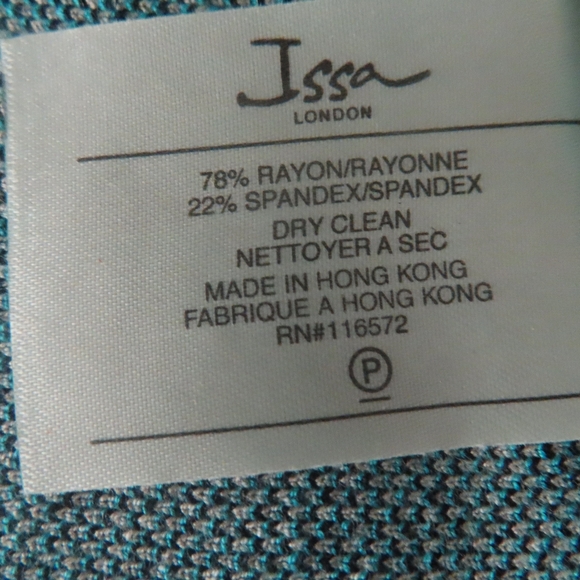 Issa
LONDON
78% RAYON/RAYONNE
22% SPANDEX/SPANDEX
DRY CLEAN
NETTOYER A SEC
MADE IN HONG KONG
FABRIQUE A HONG KONG
RN#116572
P